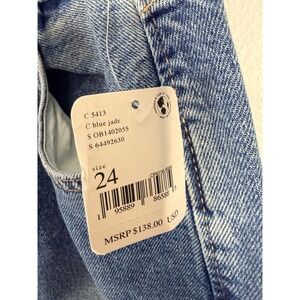 C 5413
C blue jade
S OB1402055
S 64492630
size
24
MSRP $138.00 USD